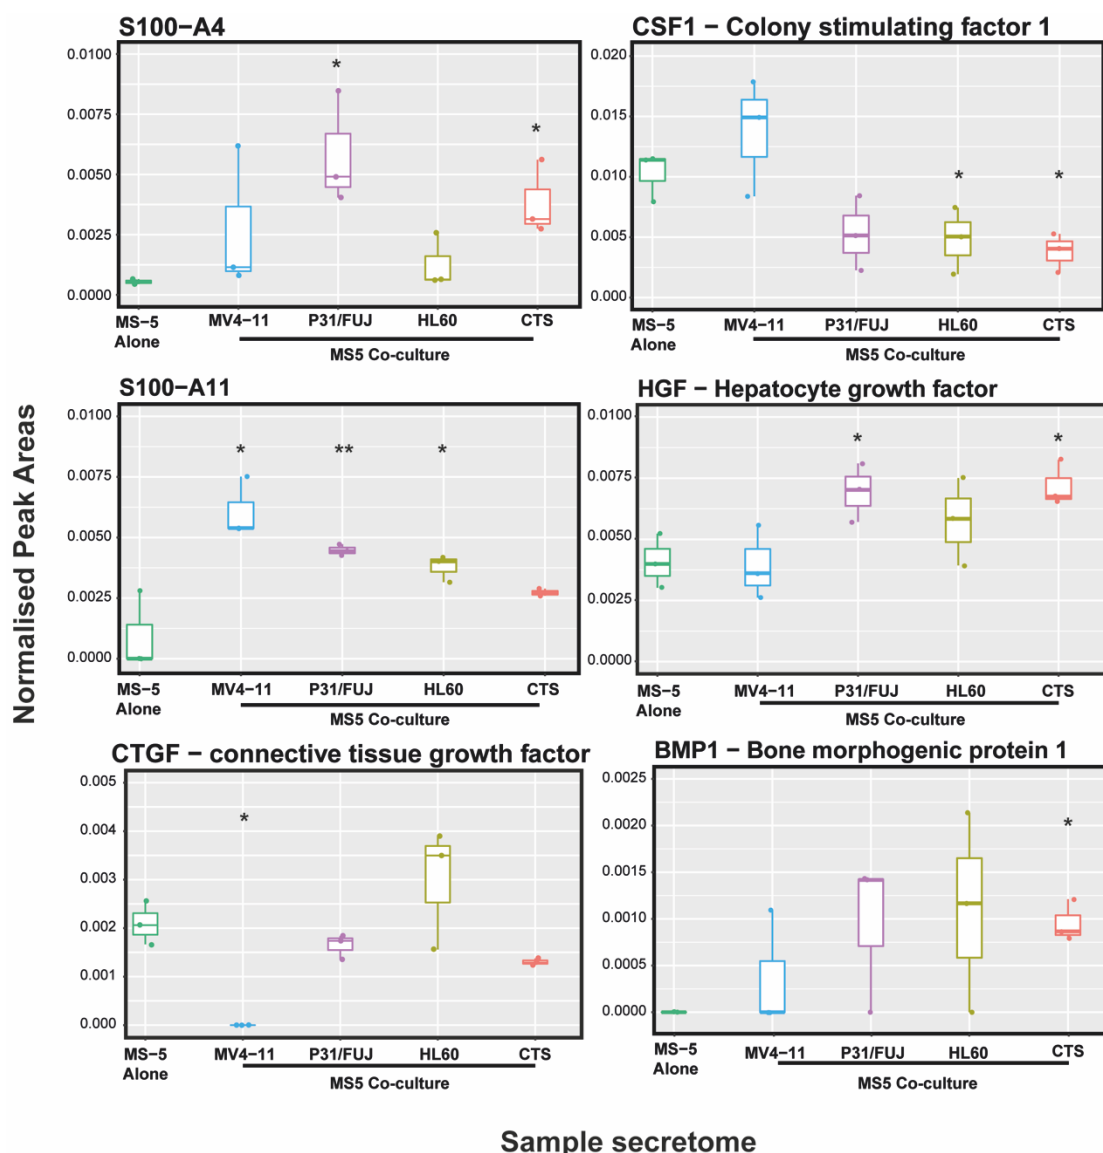 S100−A4
0.0100
0.0075
0.0050
0.0025
0.0000
*
*
MS−5 Alone
MV4−11
P31/FUJ
HL60
CTS
MS5 Co-culture
CSF1 − Colony stimulating factor 1
0.020
0.015
0.010
0.005
0.000
*
*
MS−5 Alone
MV4−11
P31/FUJ
HL60
CTS
MS5 Co-culture
Normalised Peak Areas
S100−A11
0.0100
0.0075
0.0050
0.0025
0.0000
*
**
*
MS−5 Alone
MV4−11
P31/FUJ
HL60
CTS
MS5 Co-culture
HGF − Hepatocyte growth factor
0.0100
0.0075
0.0050
0.0025
0.0000
*
*
MS−5 Alone
MV4−11
P31/FUJ
HL60
CTS
MS5 Co-culture
CTGF − connective tissue growth factor
0.005
0.004
0.003
0.002
0.001
0.000
*
MS−5 Alone
MV4−11
P31/FUJ
HL60
CTS
MS5 Co-culture
BMP1 − Bone morphogenic protein 1
0.0025
0.0020
0.0015
0.0010
0.0005
0.0000
*
MS−5 Alone
MV4−11
P31/FUJ
HL60
CTS
MS5 Co-culture
Sample secretome